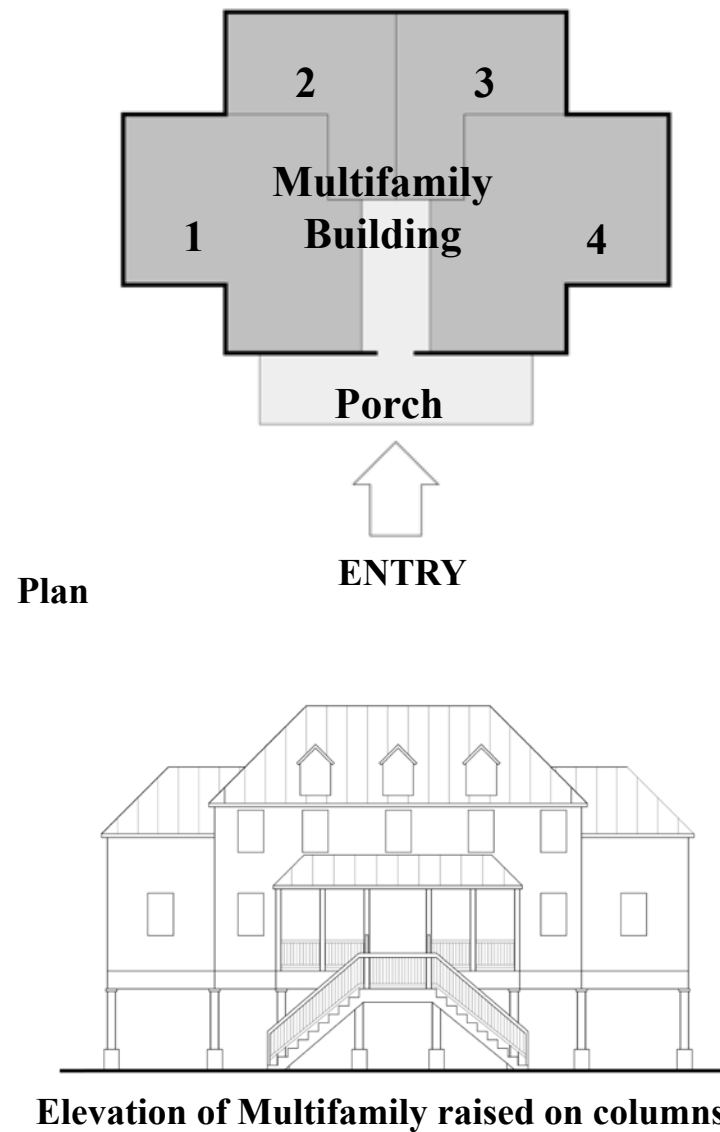 2
3
Multifamily
Building
1
4
Porch
ENTRY
Plan
Elevation of Multifamily raised on columns